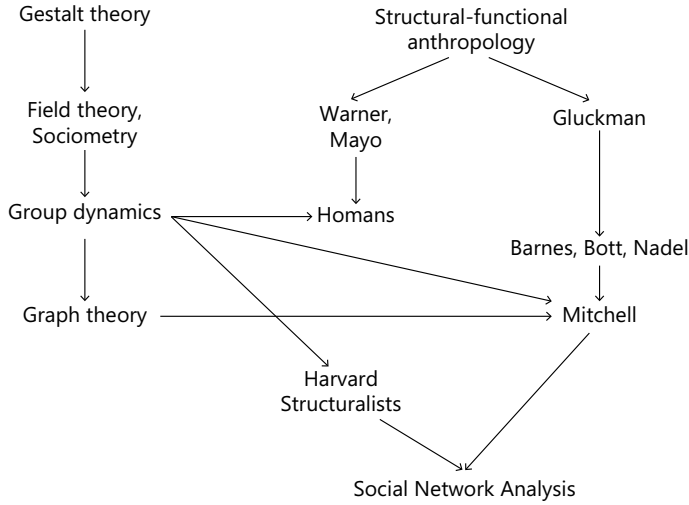 Gestalt theory
Structural-functional
anthropology
Field theory,
Sociometry
Warner,
Mayo
Gluckman
Group dynamics
Homans
Barnes, Bott, Nadel
Graph theory
Mitchell
Harvard
Structuralists
Social Network Analysis